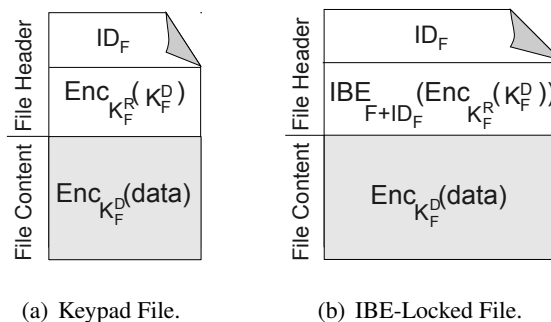 File Header
ID_F
Enc_{K_F^R}(K_F^D)
File Content
Enc_{K_F^D}(data)
(a) Keypad File.
File Header
ID_F
IBE_{F+ID_F}(Enc_{K_F^R}(K_F^D))
File Content
Enc_{K_F^D}(data)
(b) IBE-Locked File.